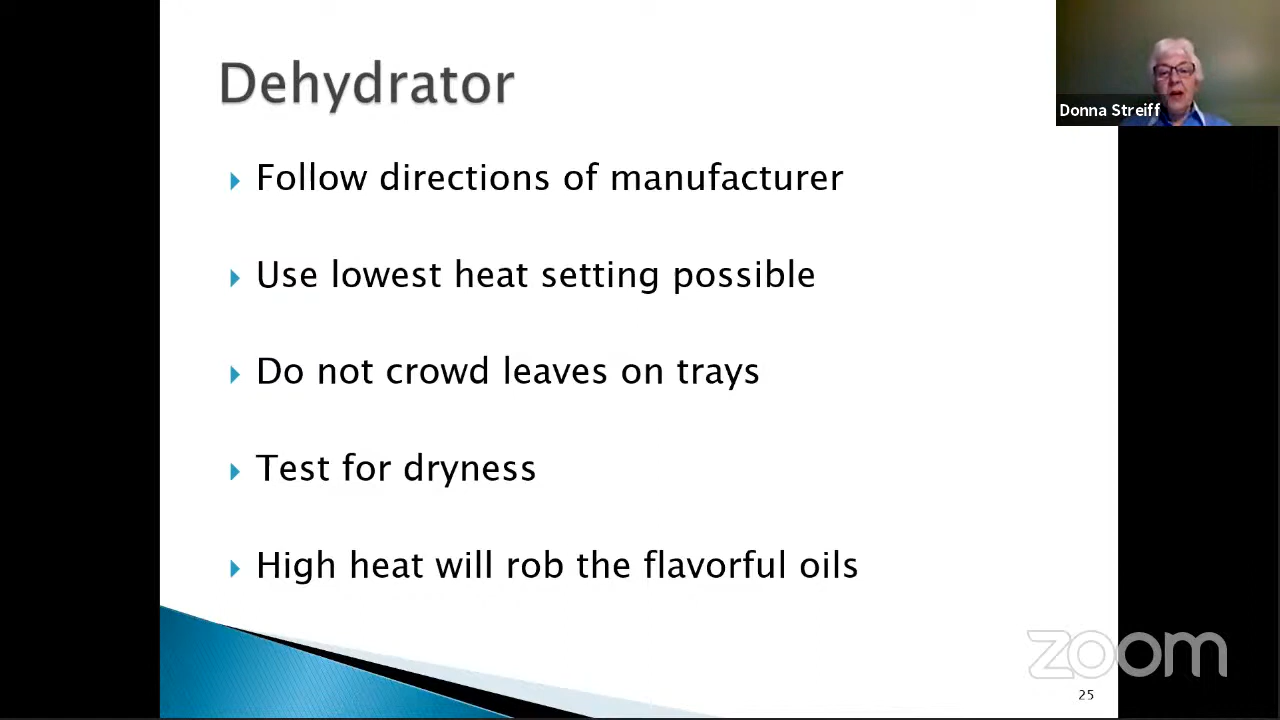 Dehydrator
Donna Streiff
Follow directions of manufacturer
Use lowest heat setting possible
Do not crowd leaves on trays
Test for dryness
High heat will rob the flavorful oils
zoom
25